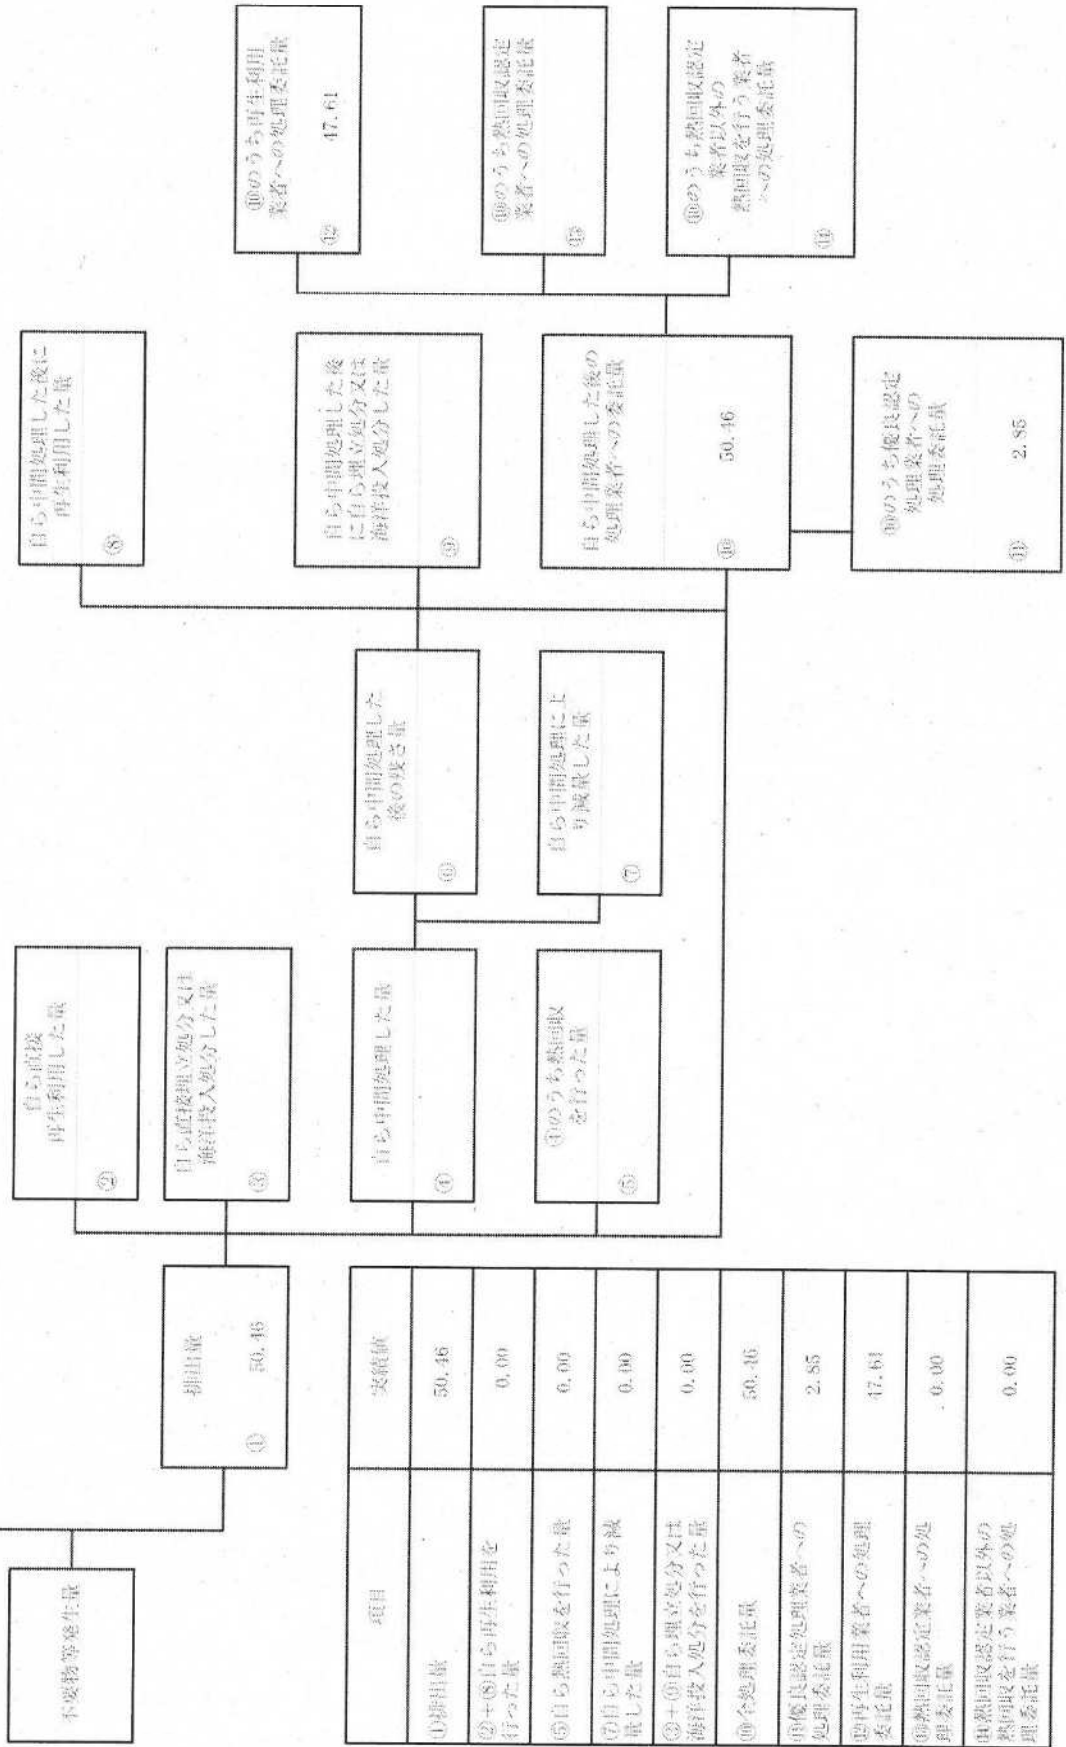 不要物等発生量
排出量
① 50.46
自ら直接
再生利用した量
②
自ら直接埋立処分又は
海洋投入処分した量
③
自ら中間処理した量
④
④のうち熱回収
を行った量
⑤
自ら中間処理した
後の残さ量
⑥
自ら中間処理によ
り減量した量
⑦
自ら中間処理した後に
再生利用した量
⑧
自ら中間処理した後
に自ら埋立処分又は
海洋投入処分した量
⑨
自ら中間処理した後の
処理業者への委託量
⑩ 50.46
⑩のうち優良認定
処理業者への
処理委託量
⑪ 2.85
⑩のうち再生利用
業者への処理委託量
⑫ 47.61
⑩のうち熱回収認定
業者への処理委託量
⑬
⑩のうち熱回収認定
業者以外の
熱回収を行う業者
への処理委託量
⑭
項目 実績値
①排出量 50.46
②+⑧自ら再生利用を
行った量 0.00
⑤自ら熱回収を行った量 0.00
⑦自ら中間処理により減
量した量 0.00
③+⑨自ら埋立処分又は
海洋投入処分を行った量 0.00
⑩全処理委託量 50.46
⑪優良認定処理業者への
処理委託量 2.85
⑫再生利用業者への処理
委託量 47.61
⑬熱回収認定業者への処
理委託量 0.00
⑭熱回収認定業者以外の
熱回収を行う業者への処
理委託量 0.00